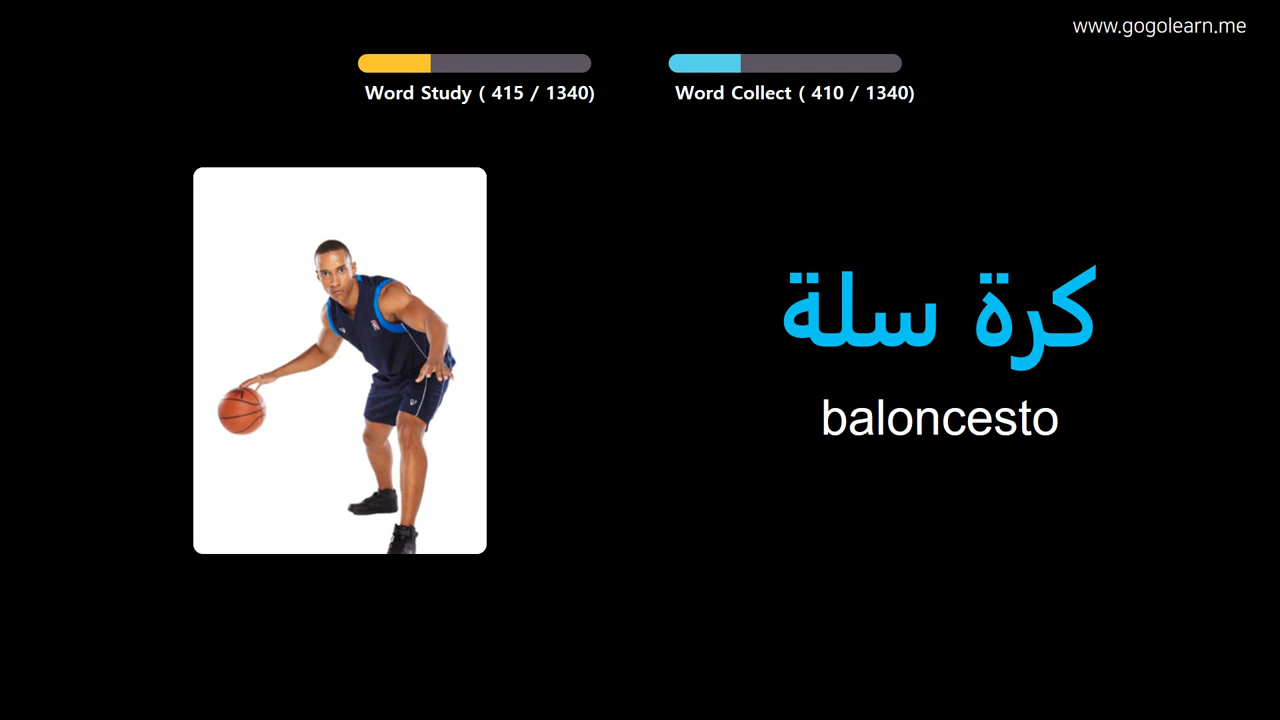 www.gogolearn.me
Word Study ( 415 / 1340)
Word Collect ( 410 / 1340)
كرة سلة
baloncesto